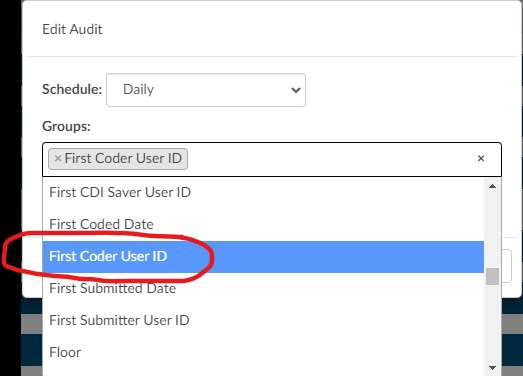 Edit Audit
Schedule: Daily
Groups:
× First Coder User ID ×
First CDI Saver User ID
First Coded Date
First Coder User ID
First Submitted Date
First Submitter User ID
Floor